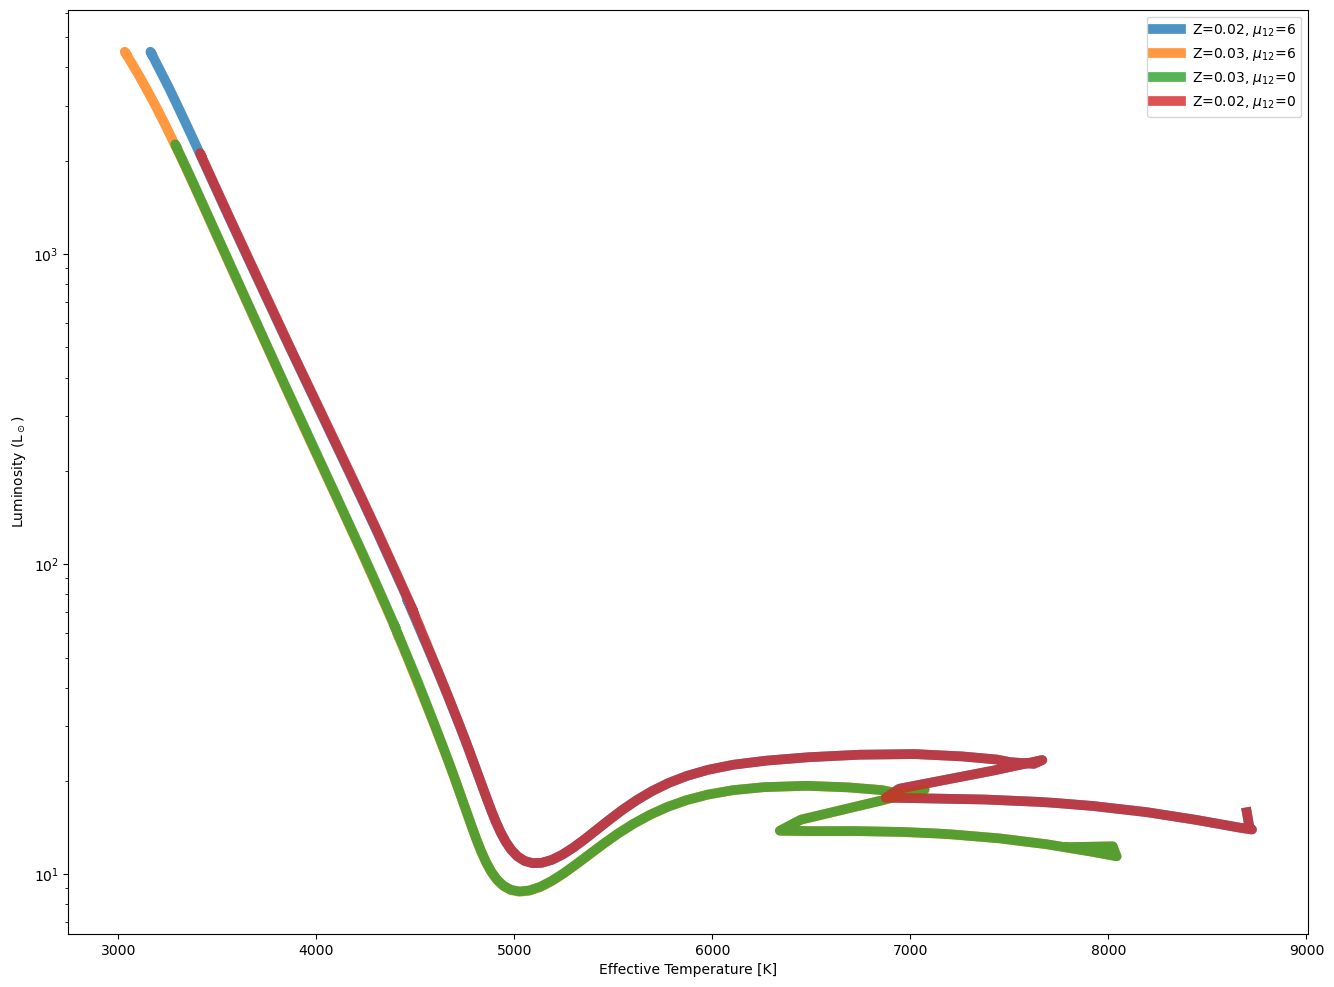 Z=0.02, μ₁₂=6
Z=0.03, μ₁₂=6
Z=0.03, μ₁₂=0
Z=0.02, μ₁₂=0
10³
10²
10¹
Luminosity (L_⊙)
3000 4000 5000 6000 7000 8000 9000
Effective Temperature [K]